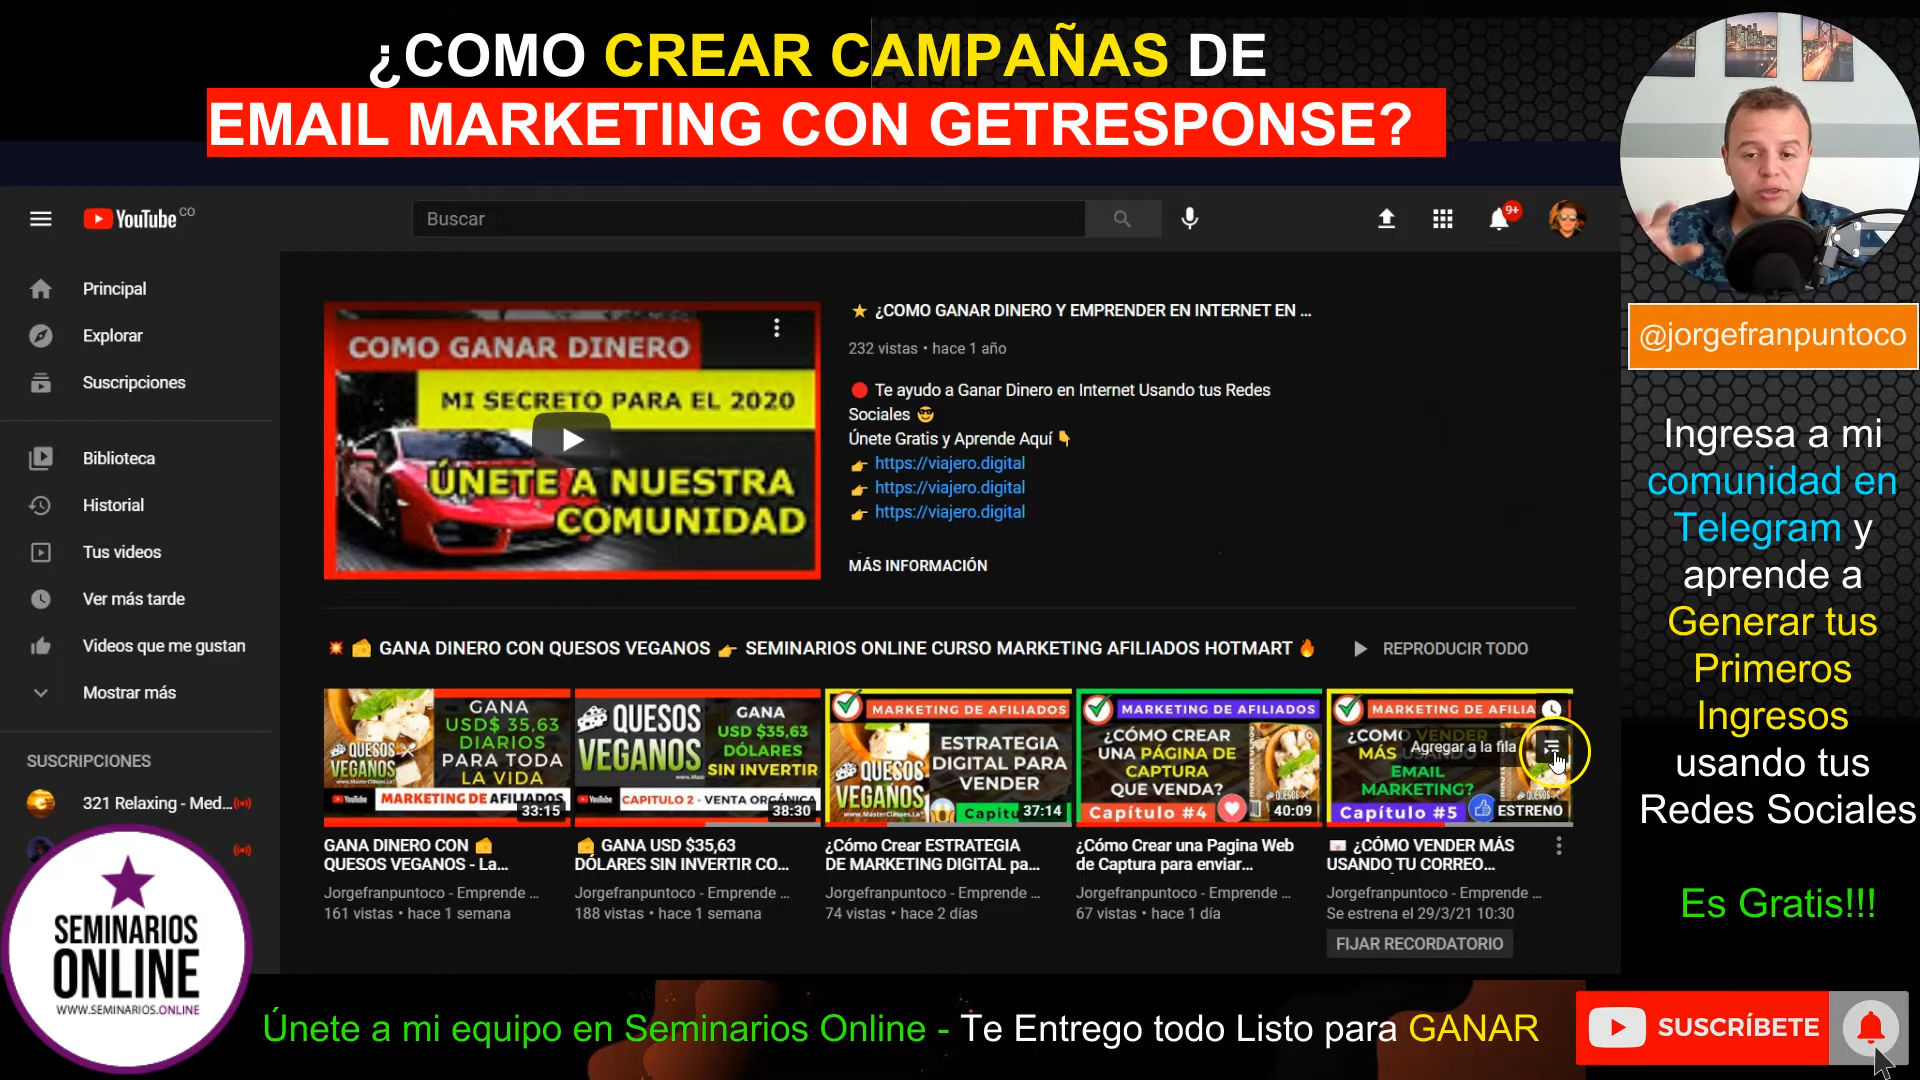 ¿COMO CREAR CAMPAÑAS DE
EMAIL MARKETING CON GETRESPONSE?
YouTube CO
Buscar
9+
Principal
Explorar
Suscripciones
Biblioteca
Historial
Tus videos
Ver más tarde
Videos que me gustan
Mostrar más
SUSCRIPCIONES
321 Relaxing - Med...
COMO GANAR DINERO
MI SECRETO PARA EL 2020
ÚNETE A NUESTRA
COMUNIDAD
¿COMO GANAR DINERO Y EMPRENDER EN INTERNET EN ...
232 vistas • hace 1 año
Te ayudo a Ganar Dinero en Internet Usando tus Redes
Sociales
Únete Gratis y Aprende Aquí
https://viajero.digital
https://viajero.digital
https://viajero.digital
MÁS INFORMACIÓN
GANA DINERO CON QUESOS VEGANOS SEMINARIOS ONLINE CURSO MARKETING AFILIADOS HOTMART
REPRODUCIR TODO
GANA
USD$ 35,63
DIARIOS
PARA TODA
LA VIDA
QUESOS
VEGANOS
YouTube MARKETING DE AFILIADOS
33:15
GANA DINERO CON
QUESOS VEGANOS - La...
Jorgefranpuntoco - Emprende ...
161 vistas • hace 1 semana
QUESOS
VEGANOS
GANA
USD $35,63
DÓLARES
SIN INVERTIR
YouTube CAPITULO 2 - VENTA ORGÁNICA
38:30
GANA USD $35,63
DÓLARES SIN INVERTIR CO...
Jorgefranpuntoco - Emprende ...
188 vistas • hace 1 semana
MARKETING DE AFILIADOS
ESTRATEGIA
DIGITAL PARA
VENDER
QUESOS
VEGANOS
Capitu
37:14
¿Cómo Crear ESTRATEGIA
DE MARKETING DIGITAL pa...
Jorgefranpuntoco - Emprende ...
74 vistas • hace 2 días
MARKETING DE AFILIADOS
¿CÓMO CREAR
UNA PÁGINA DE
CAPTURA
QUE VENDA?
Capítulo #4
40:09
¿Cómo Crear una Pagina Web
de Captura para enviar...
Jorgefranpuntoco - Emprende ...
67 vistas • hace 1 día
MARKETING DE AFILIA
¿COMO VENDER
MÁS USANDO
EMAIL
MARKETING?
Agregar a la fila
Capítulo #5
ESTRENO
¿CÓMO VENDER MÁS
USANDO TU CORREO...
Jorgefranpuntoco - Emprende ...
Se estrena el 29/3/21 10:30
FIJAR RECORDATORIO
@jorgefranpuntoco
Ingresa a mi
comunidad en
Telegram y
aprende a
Generar tus
Primeros
Ingresos
usando tus
Redes Sociales
Es Gratis!!!
SEMINARIOS
ONLINE
WWW.SEMINARIOS.ONLINE
Únete a mi equipo en Seminarios Online - Te Entrego todo Listo para GANAR
SUSCRÍBETE